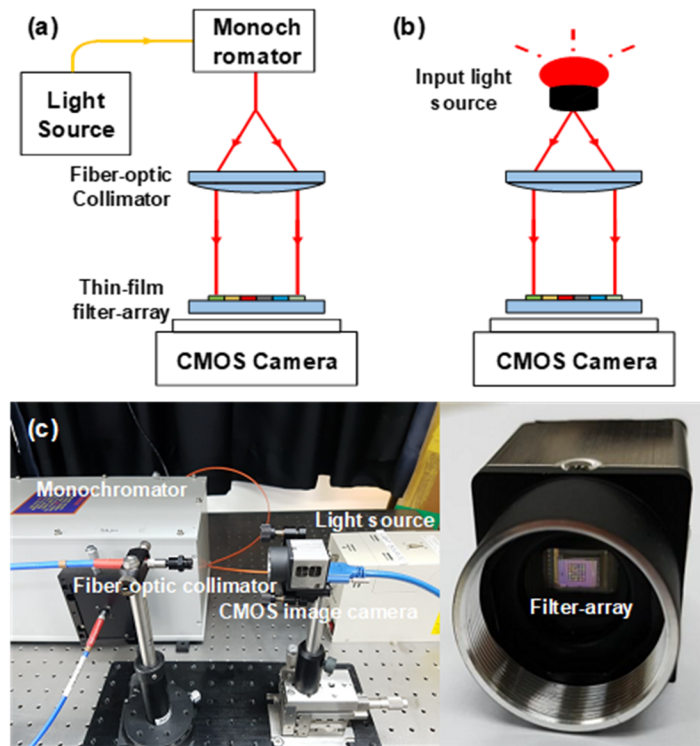 (a)
Monoch
romator
Light
Source
Fiber-optic
Collimator
Thin-film
filter-array
CMOS Camera
(b)
Input light
source
CMOS Camera
(c)
Monochromator
Light source
Fiber-optic collimator
CMOS image camera
Filter-array